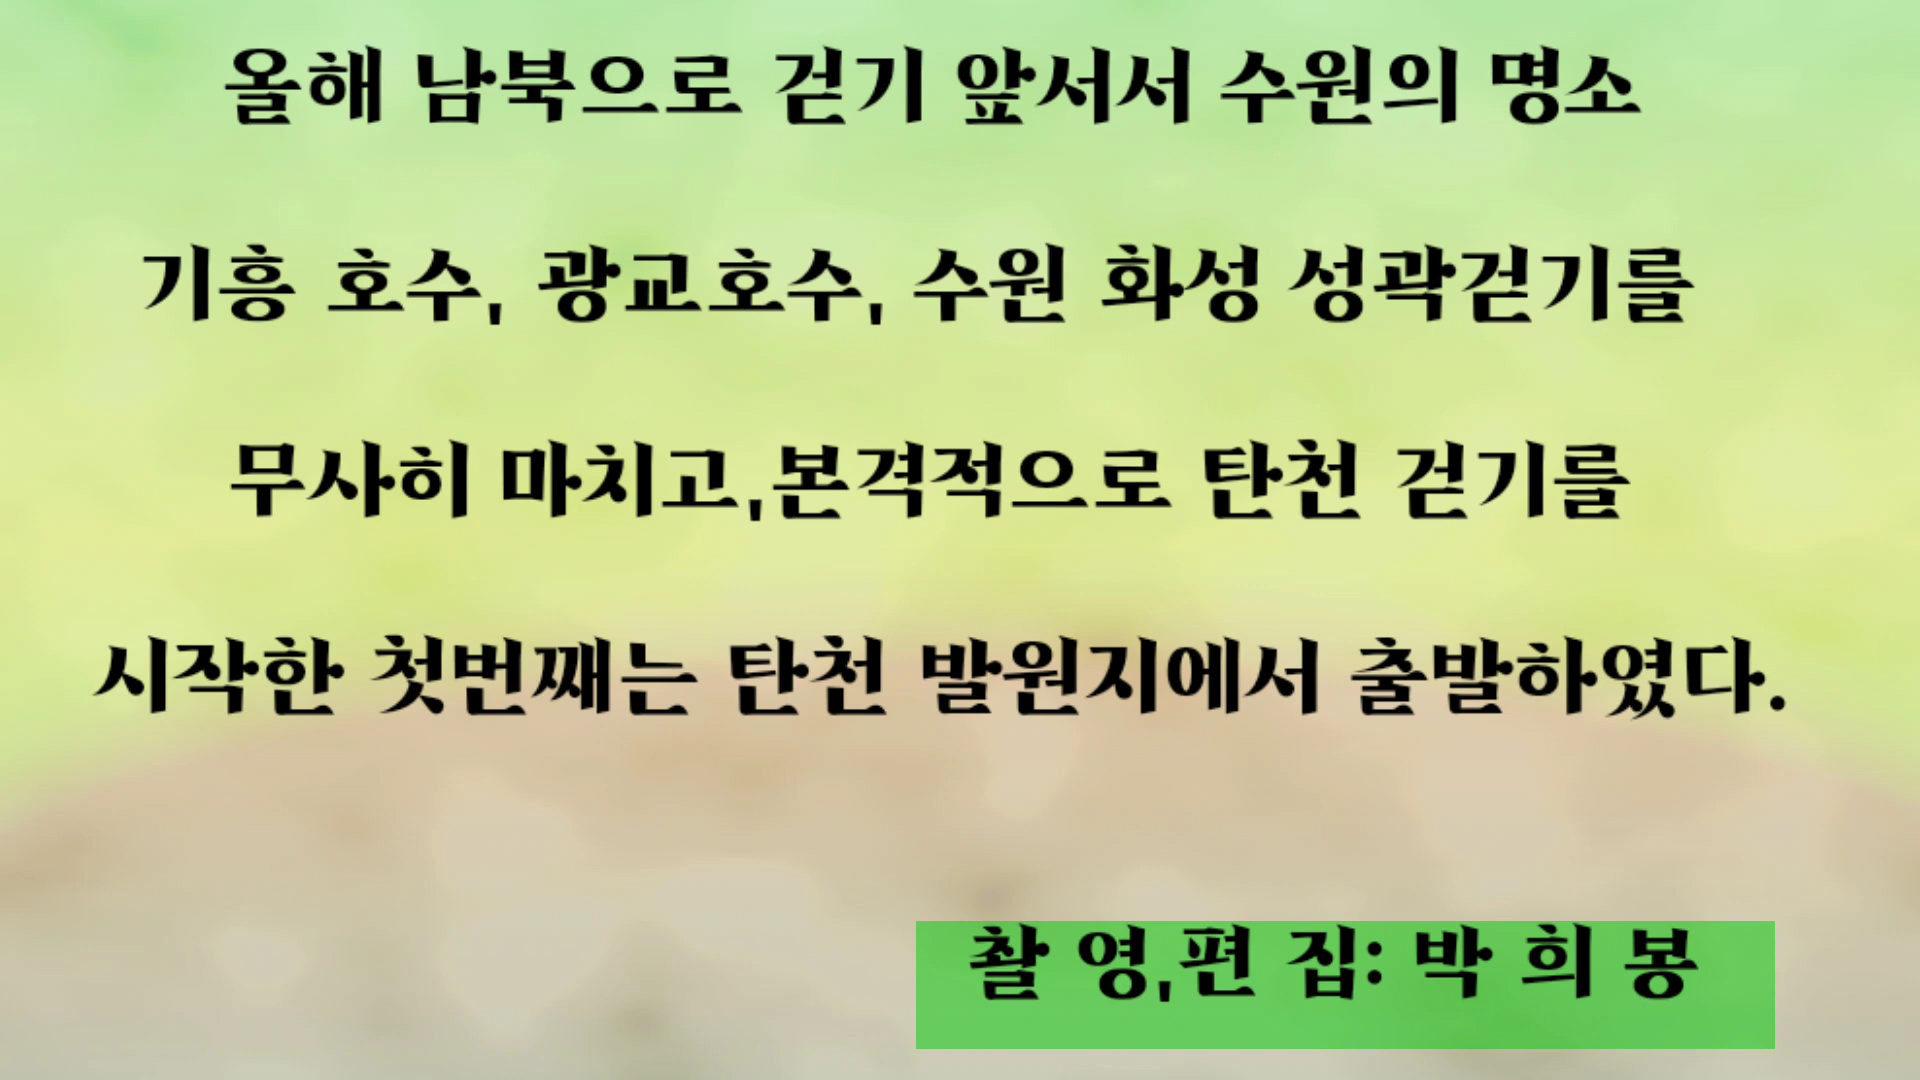 올해 남북으로 걷기 앞서서 수원의 명소
기흥 호수, 광교호수, 수원 화성 성곽걷기를
무사히 마치고,본격적으로 탄천 걷기를
시작한 첫번째는 탄천 발원지에서 출발하였다.
촬 영,편 집: 박 희 봉